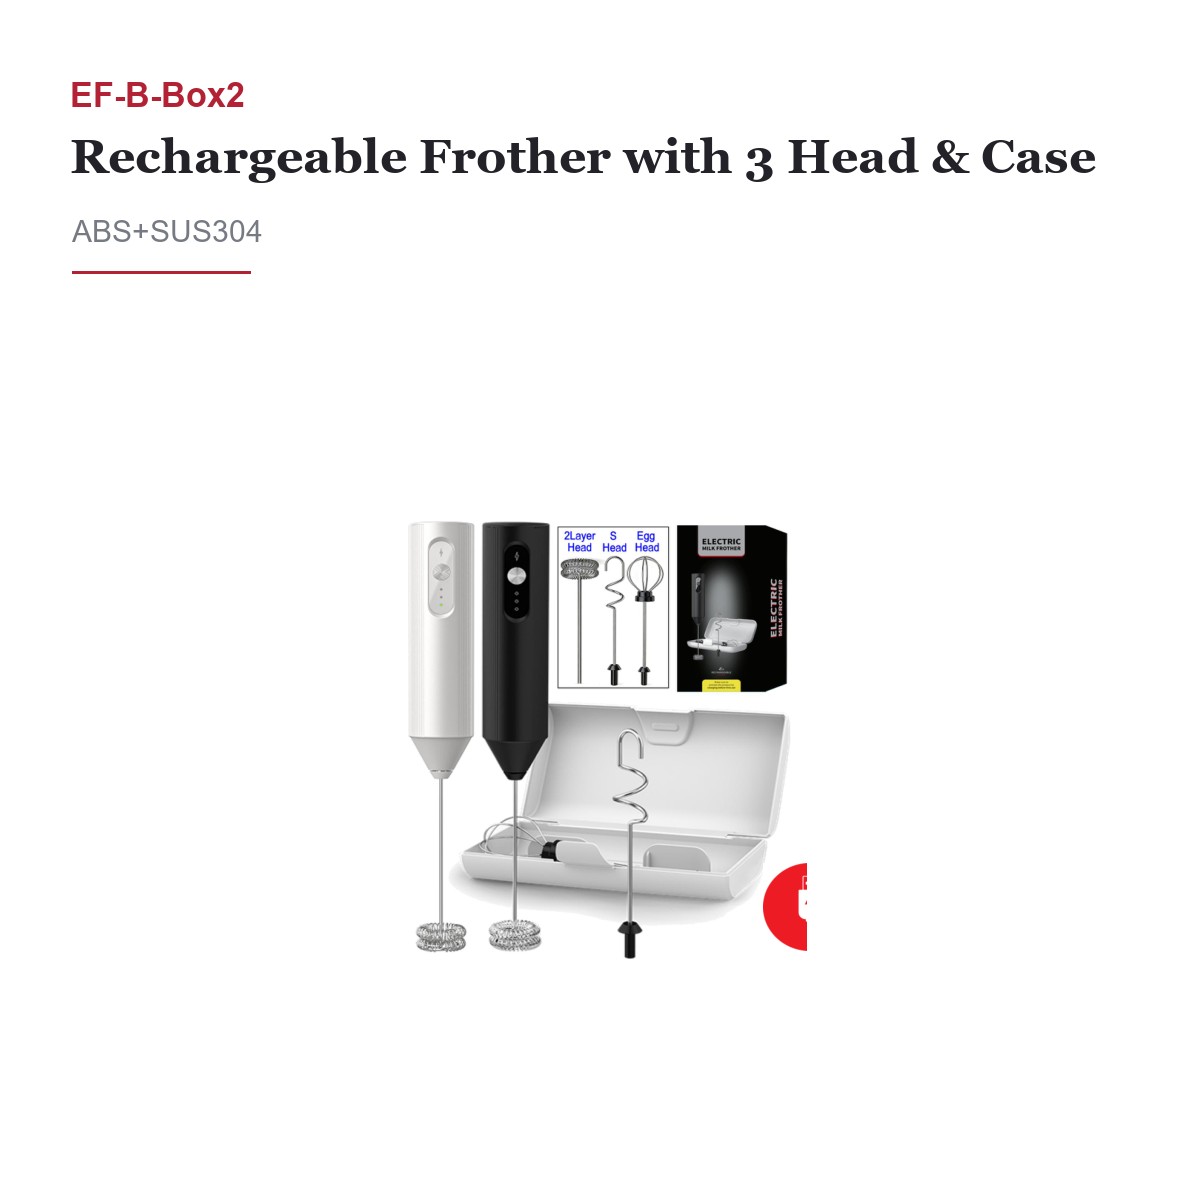 EF-B-Box2
Rechargeable Frother with 3 Head & Case
ABS+SUS304
2Layer Head
S Head
Egg Head
ELECTRIC
MILK FROTHER
ELECTRIC
MILK FROTHER